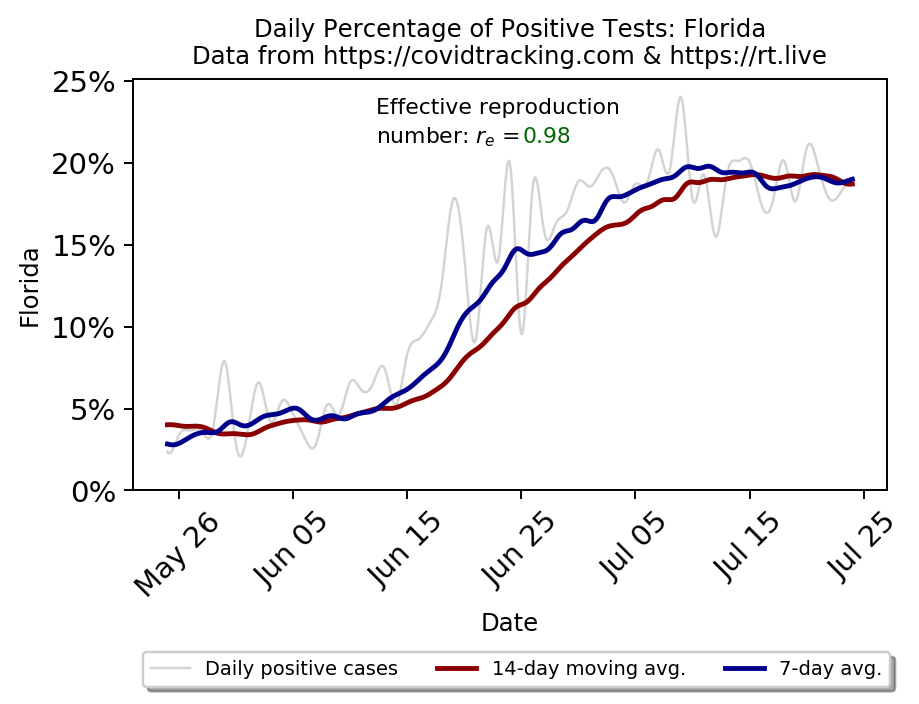 Daily Percentage of Positive Tests: Florida
Data from https://covidtracking.com & https://rt.live
25%
Effective reproduction
number: rₑ =0.98
20%
15%
10%
5%
0%
Florida
May 26
Jun 05
Jun 15
Jun 25
Jul 05
Jul 15
Jul 25
Date
Daily positive cases
14-day moving avg.
7-day avg.